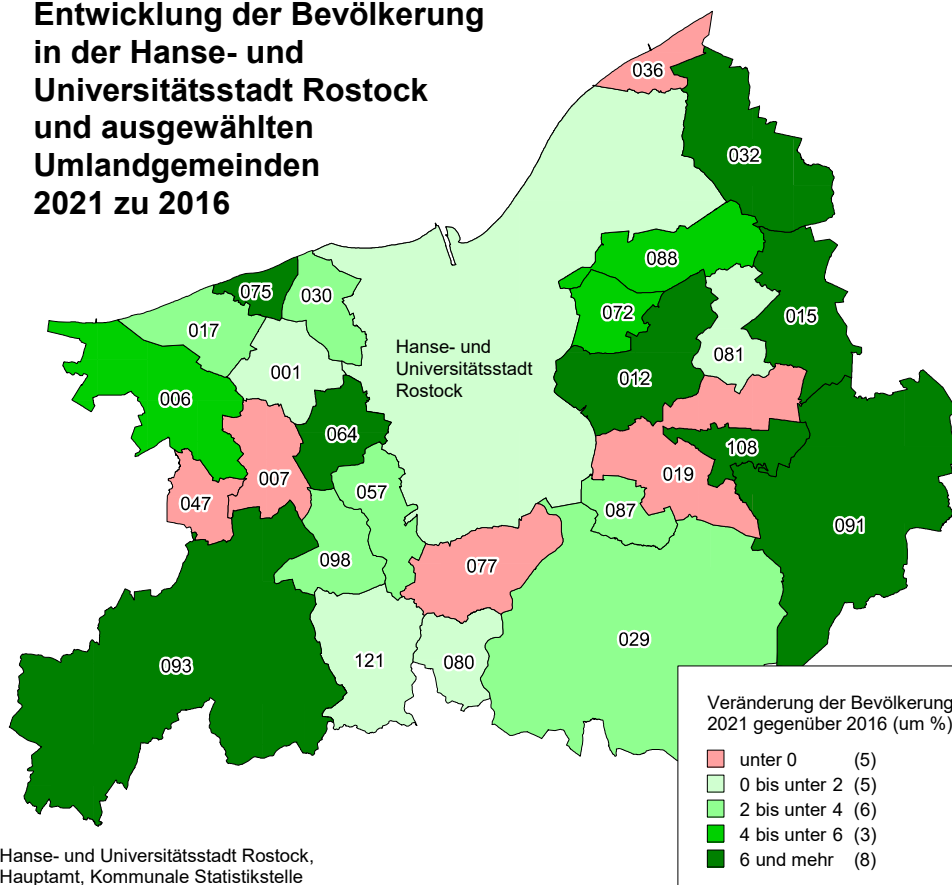 Entwicklung der Bevölkerung
in der Hanse- und
Universitätsstadt Rostock
und ausgewählten
Umlandgemeinden
2021 zu 2016
036
032
088
075
030
015
072
017
081
Hanse- und
Universitätsstadt
Rostock
001
012
006
064
108
019
007
057
047
087
091
098
077
029
093
121
080
Veränderung der Bevölkerung
2021 gegenüber 2016 (um %)
unter 0 (5)
0 bis unter 2 (5)
2 bis unter 4 (6)
4 bis unter 6 (3)
6 und mehr (8)
Hanse- und Universitätsstadt Rostock,
Hauptamt, Kommunale Statistikstelle